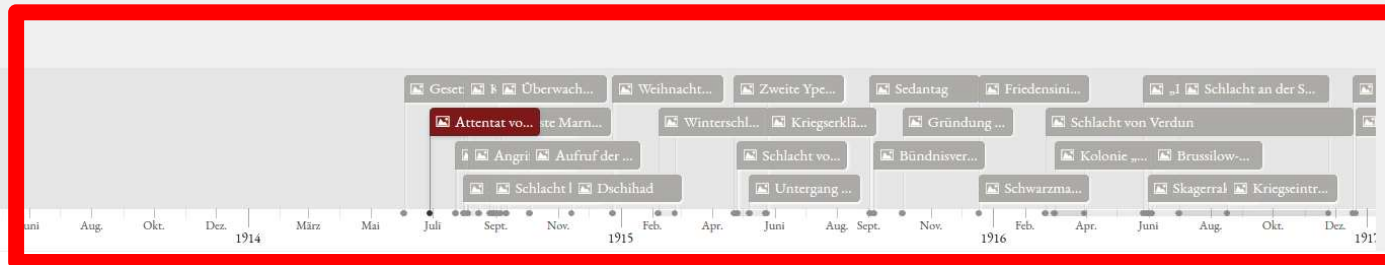 Geset Überwach... Weihnacht... Zweite Ype... Sedantag Friedensini... „I Schlacht an der S...
Attentat vo... ste Marn... Winterschl... Kriegserklä... Gründung ... Schlacht von Verdun
Angri Aufruf der ... Schlacht vo... Bündnisver... Kolonie „... Brussilow-...
Schlacht l Dschihad Untergang ... Schwarzma... Skagerral Kriegseintr...
uni Aug. Okt. Dez. März Mai Juli Sept. Nov. Feb. Apr. Juni Aug. Sept. Nov. Feb. Apr. Juni Aug. Okt. Dez.
1914 1915 1916 1917